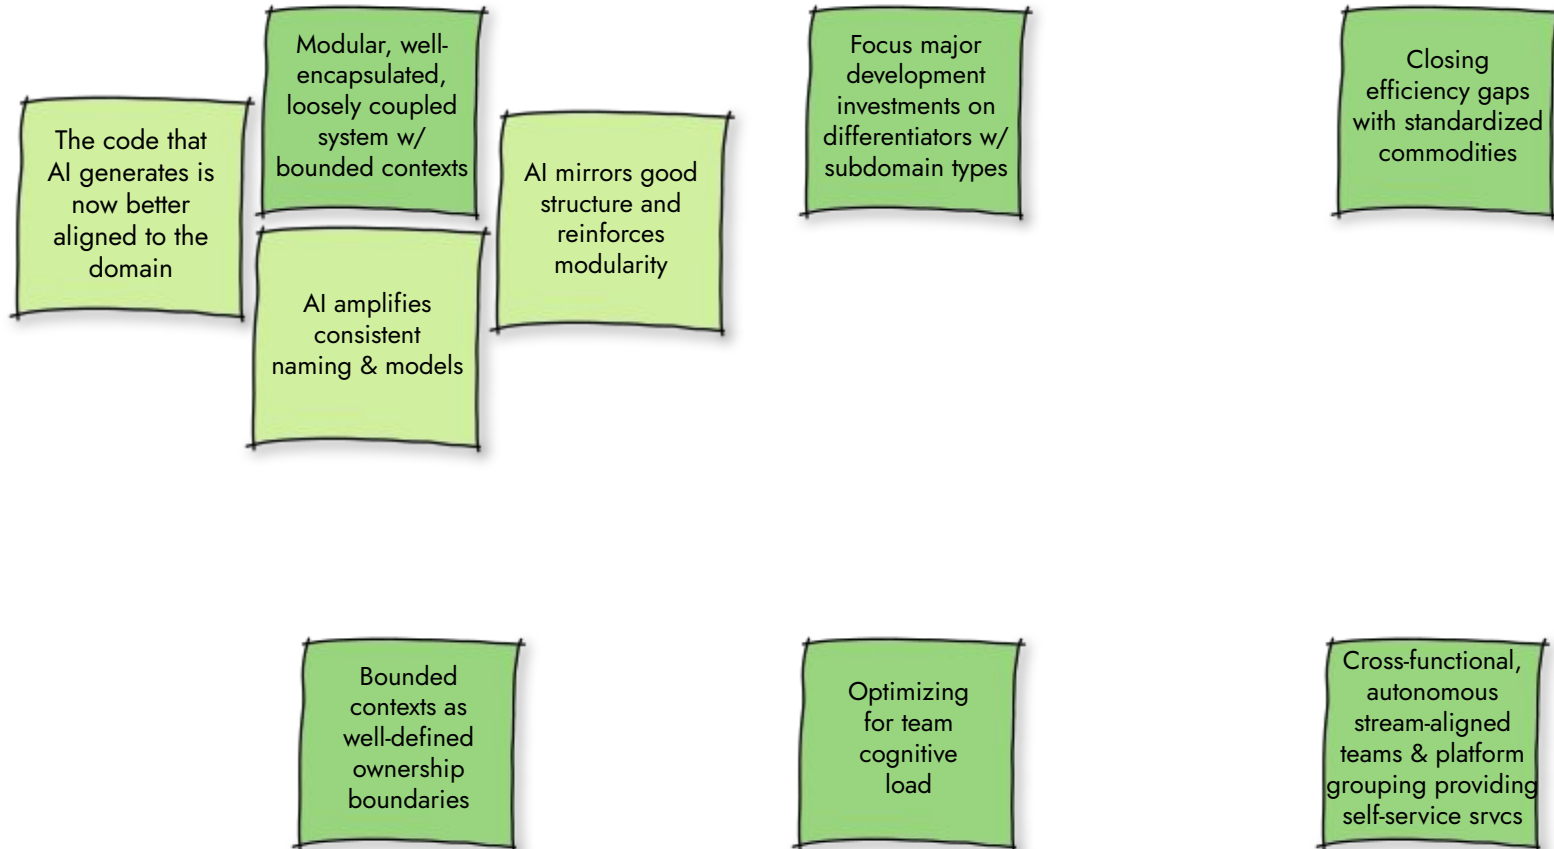 The code that
AI generates is
now better
aligned to the
domain
Modular, well-
encapsulated,
loosely coupled
system w/
bounded contexts
AI amplifies
consistent
naming & models
AI mirrors good
structure and
reinforces
modularity
Focus major
development
investments on
differentiators w/
subdomain types
Closing
efficiency gaps
with standardized
commodities
Bounded
contexts as
well-defined
ownership
boundaries
Optimizing
for team
cognitive
load
Cross-functional,
autonomous
stream-aligned
teams & platform
grouping providing
self-service srvcs